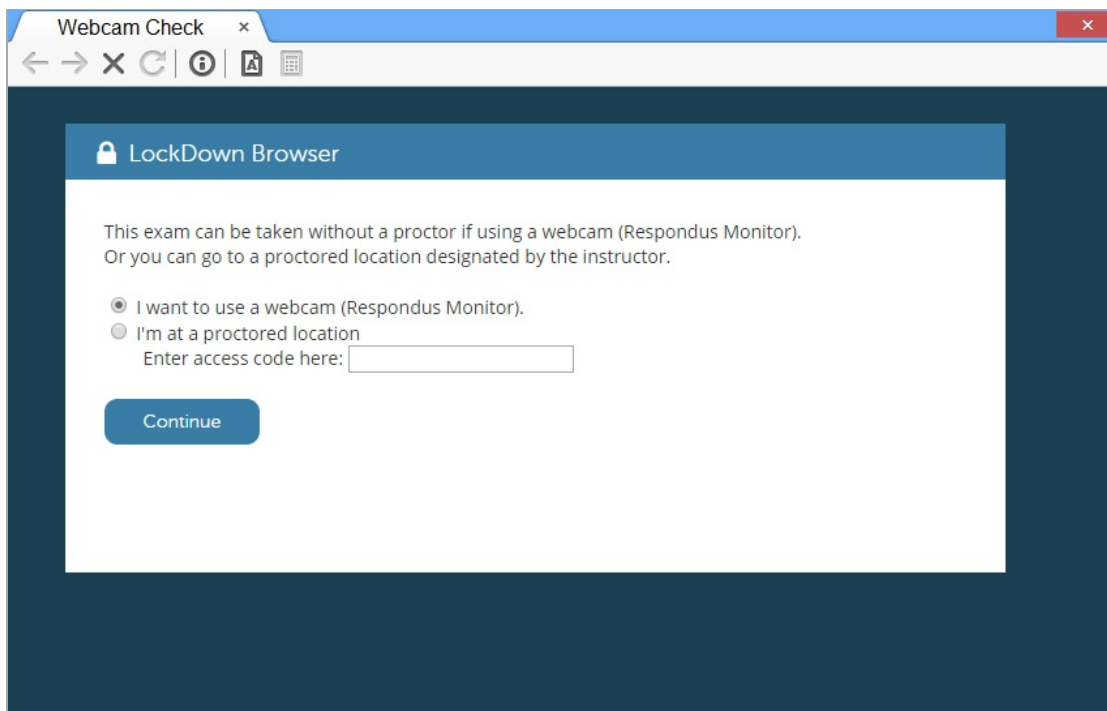 Webcam Check
LockDown Browser
This exam can be taken without a proctor if using a webcam (Respondus Monitor).
Or you can go to a proctored location designated by the instructor.
I want to use a webcam (Respondus Monitor).
I'm at a proctored location
Enter access code here:
Continue